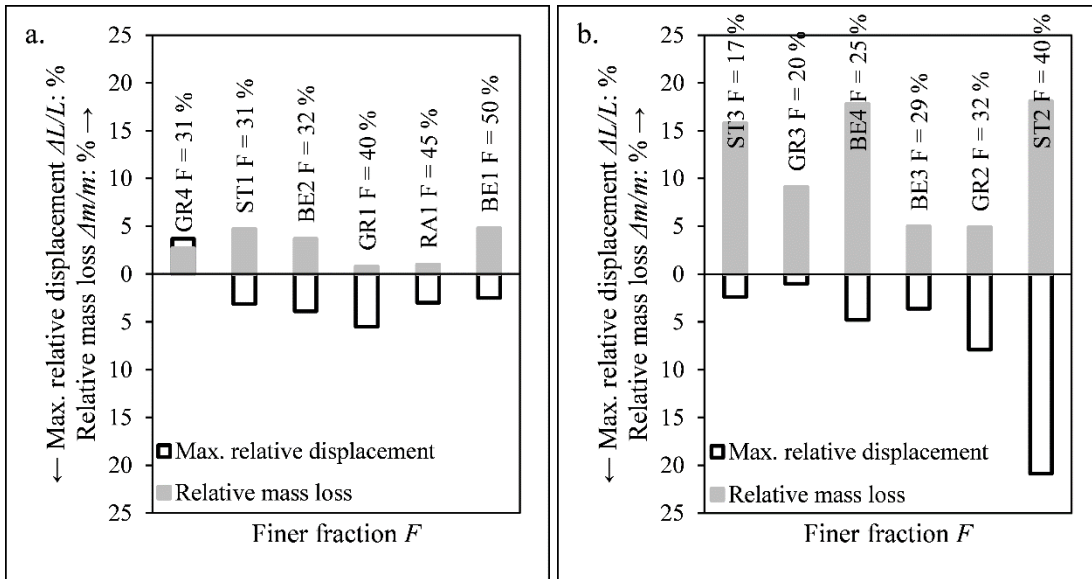 a.
← Max. relative displacement ΔL/L: %
Relative mass loss Δm/m: % →
25
20
15
10
5
0
5
10
15
20
25
GR4 F = 31 %
ST1 F = 31 %
BE2 F = 32 %
GR1 F = 40 %
RA1 F = 45 %
BE1 F = 50 %
Max. relative displacement
Relative mass loss
Finer fraction F
b.
← Max. relative displacement ΔL/L: %
Relative mass loss Δm/m: % →
25
20
15
10
5
0
5
10
15
20
25
ST3 F = 17 %
GR3 F = 20 %
BE4 F = 25 %
BE3 F = 29 %
GR2 F = 32 %
ST2 F = 40 %
Max. relative displacement
Relative mass loss
Finer fraction F